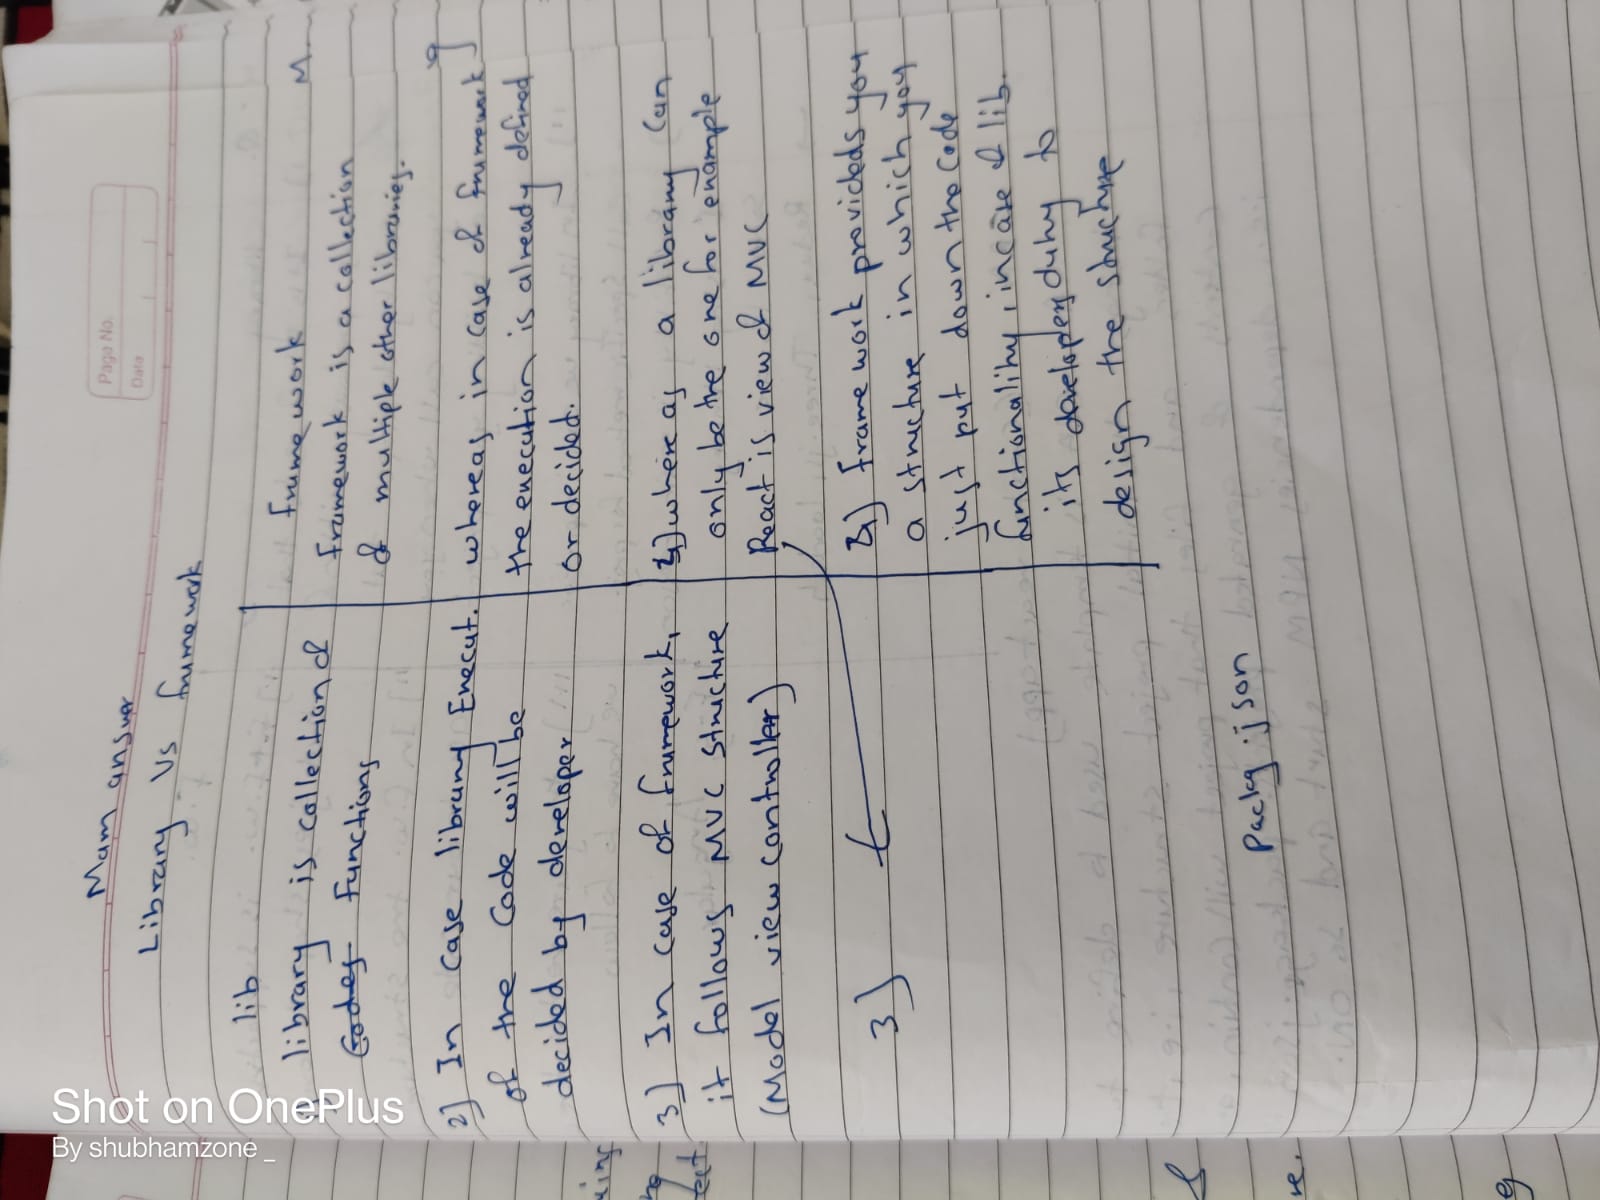 Page No.
Date
Mam answer
Library vs framework
lib
library is collection of
Codes Functions
2] In Case library Execut.
of the Code will be
decided by developer
3] In Case of framework,
it follows MVC structure
(Model view controller)
3]
framework
framework is a collection
of multiple other libraries.
whereas in case of framework
the execution is already defined
or decided.
where as a library can
only be the one for example
React is view of MVC
framework provideds you
a structure in which you
just put down the code
functionality, in case of lib.
its developers duty to
design the structure
Packg.json
M.
g
Shot on OnePlus
By shubhamzone _